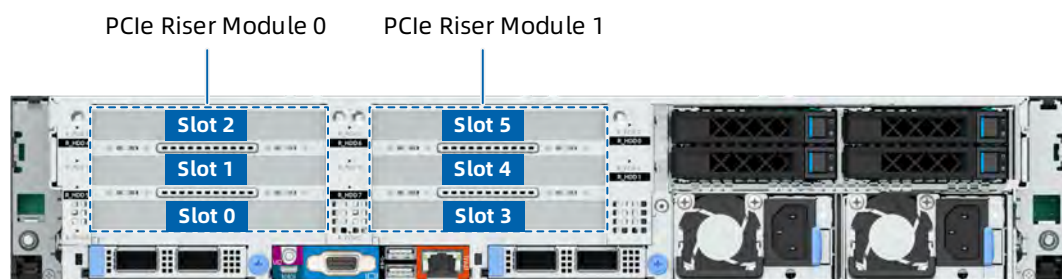 PCIe Riser Module 0
PCIe Riser Module 1
Slot 2
Slot 5
Slot 1
Slot 4
Slot 0
Slot 3